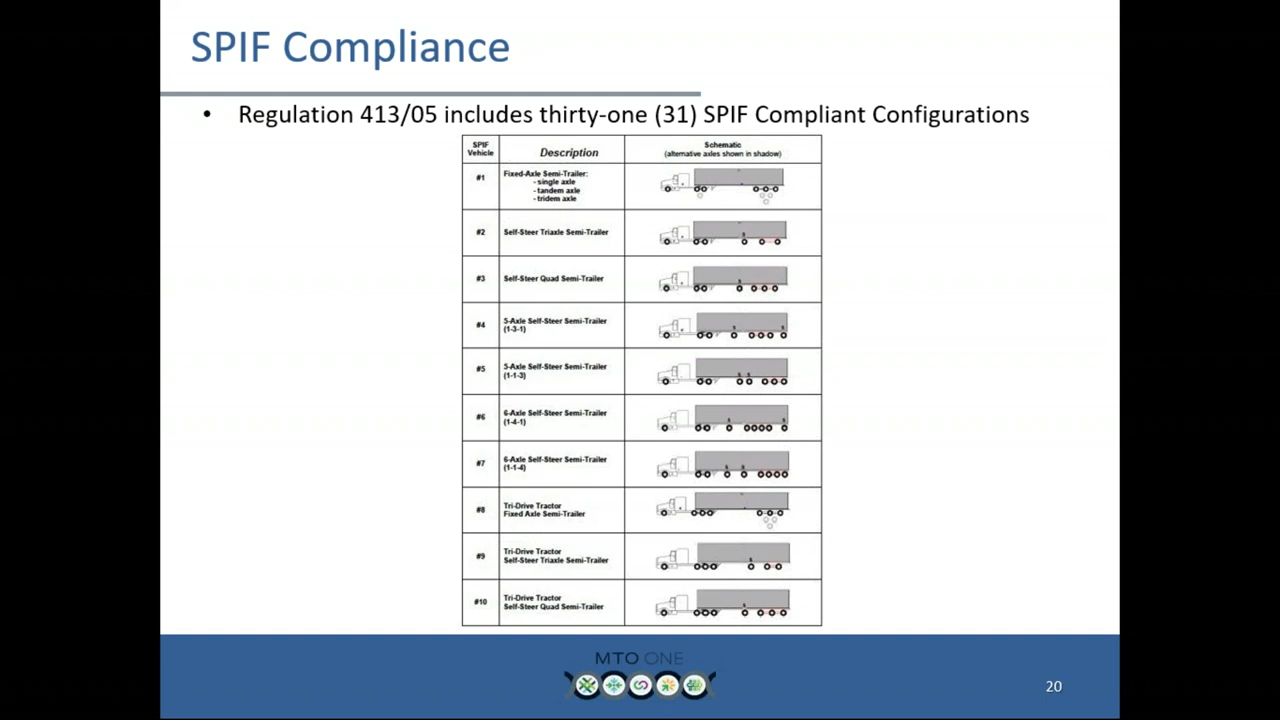 SPIF Compliance
• Regulation 413/05 includes thirty-one (31) SPIF Compliant Configurations
SPIF
Vehicle
Description
Schematic
(alternative axles shown in shadow)
#1
Fixed-Axle Semi-Trailer:
- single axle
- tandem axle
- tridem axle
#2
Self-Steer Triaxle Semi-Trailer
#3
Self-Steer Quad Semi-Trailer
#4
5-Axle Self-Steer Semi-Trailer
(1-3-1)
#5
5-Axle Self-Steer Semi-Trailer
(1-1-3)
#6
6-Axle Self-Steer Semi-Trailer
(1-4-1)
#7
6-Axle Self-Steer Semi-Trailer
(1-1-4)
#8
Tri-Drive Tractor
Fixed Axle Semi-Trailer
#9
Tri-Drive Tractor
Self-Steer Triaxle Semi-Trailer
#10
Tri-Drive Tractor
Self-Steer Quad Semi-Trailer
MTO ONE
20